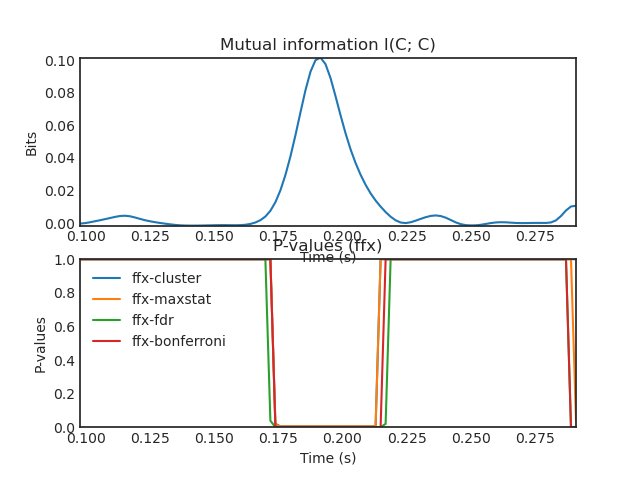 Mutual information I(C; C)
Bits
0.10
0.08
0.06
0.04
0.02
0.00
0.100 0.125 0.150 0.175 0.200 0.225 0.250 0.275
Time (s)
P-values (ffx)
P-values
1.0
0.8
0.6
0.4
0.2
0.0
ffx-cluster
ffx-maxstat
ffx-fdr
ffx-bonferroni
0.100 0.125 0.150 0.175 0.200 0.225 0.250 0.275
Time (s)